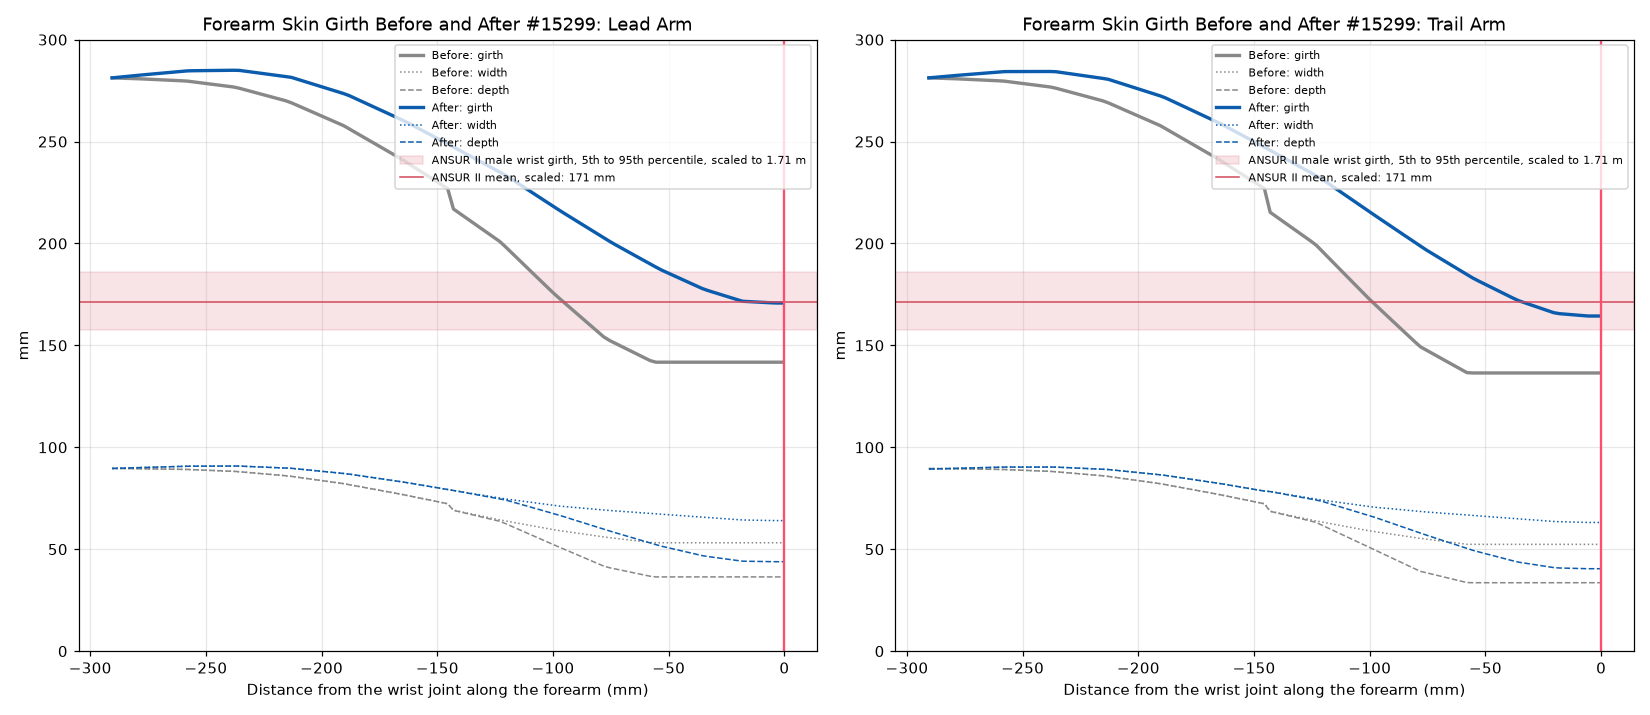 Forearm Skin Girth Before and After #15299: Lead Arm
300
250
200
150
100
50
0
mm
Before: girth
Before: width
Before: depth
After: girth
After: width
After: depth
ANSUR II male wrist girth, 5th to 95th percentile, scaled to 1.71 m
ANSUR II mean, scaled: 171 mm
−300 −250 −200 −150 −100 −50 0
Distance from the wrist joint along the forearm (mm)
Forearm Skin Girth Before and After #15299: Trail Arm
300
250
200
150
100
50
0
mm
Before: girth
Before: width
Before: depth
After: girth
After: width
After: depth
ANSUR II male wrist girth, 5th to 95th percentile, scaled to 1.71 m
ANSUR II mean, scaled: 171 mm
−300 −250 −200 −150 −100 −50 0
Distance from the wrist joint along the forearm (mm)